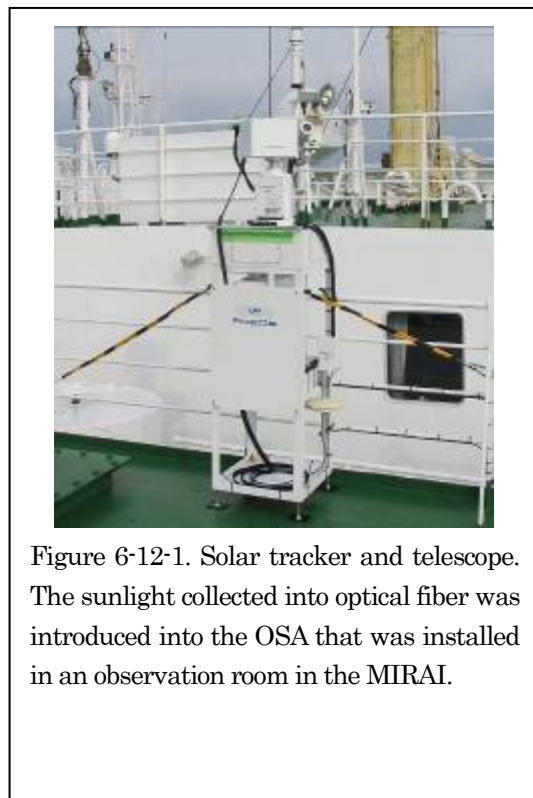 Figure 6-12-1. Solar tracker and telescope.
The sunlight collected into optical fiber was
introduced into the OSA that was installed
in an observation room in the MIRAI.